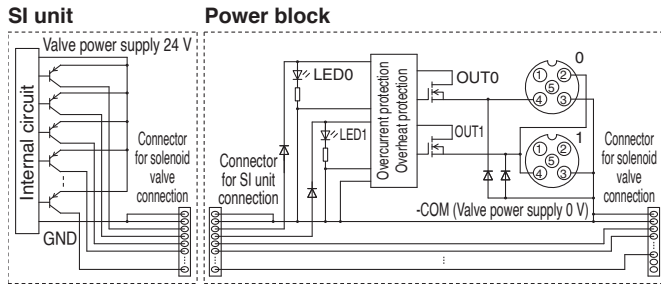 SI unit
Power block
Valve power supply 24 V
Internal circuit
GND
Connector
for solenoid
valve
connection
LED0
LED1
Connector
for SI unit
connection
Overcurrent protection
Overheat protection
OUT0
OUT1
0
1 2
5
4 3
1
1 2
5
4 3
-COM (Valve power supply 0 V)
Connector
for solenoid
valve
connection